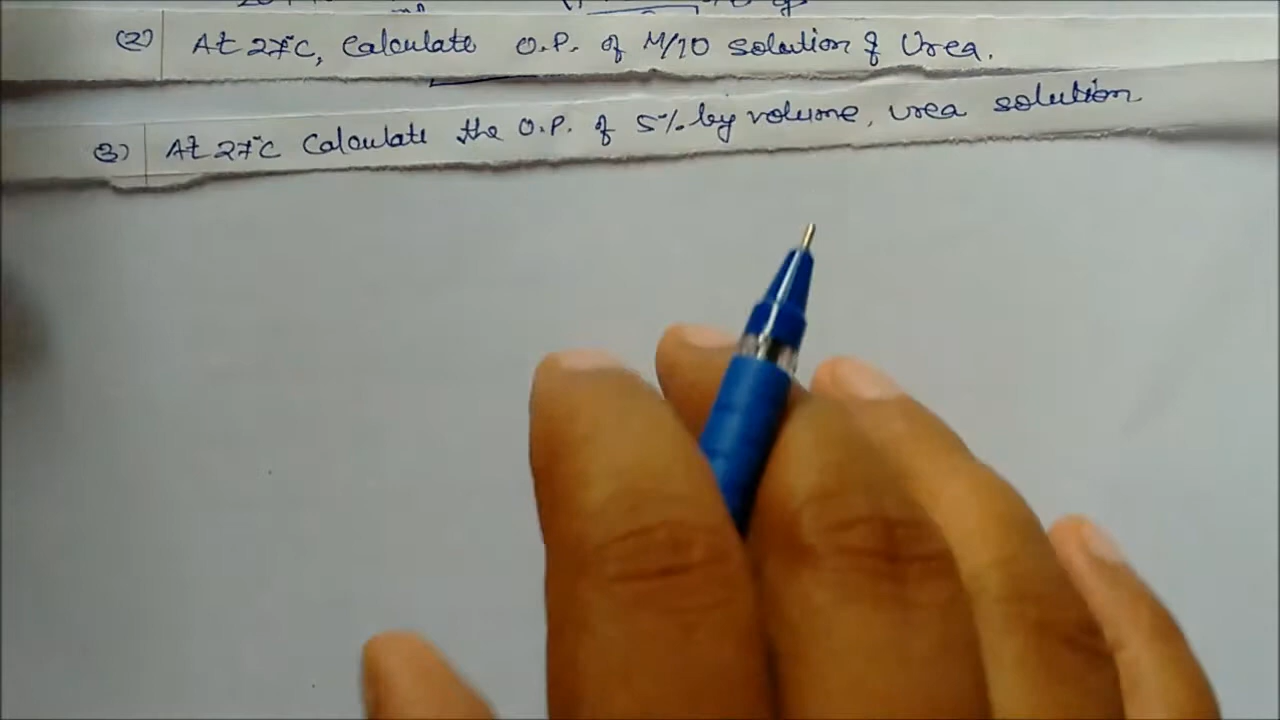 (2) At 27°C, Calculate O.P. of M/10 solution of Urea.
(3) At 27°C Calculate the O.P. of 5% by volume, urea solution